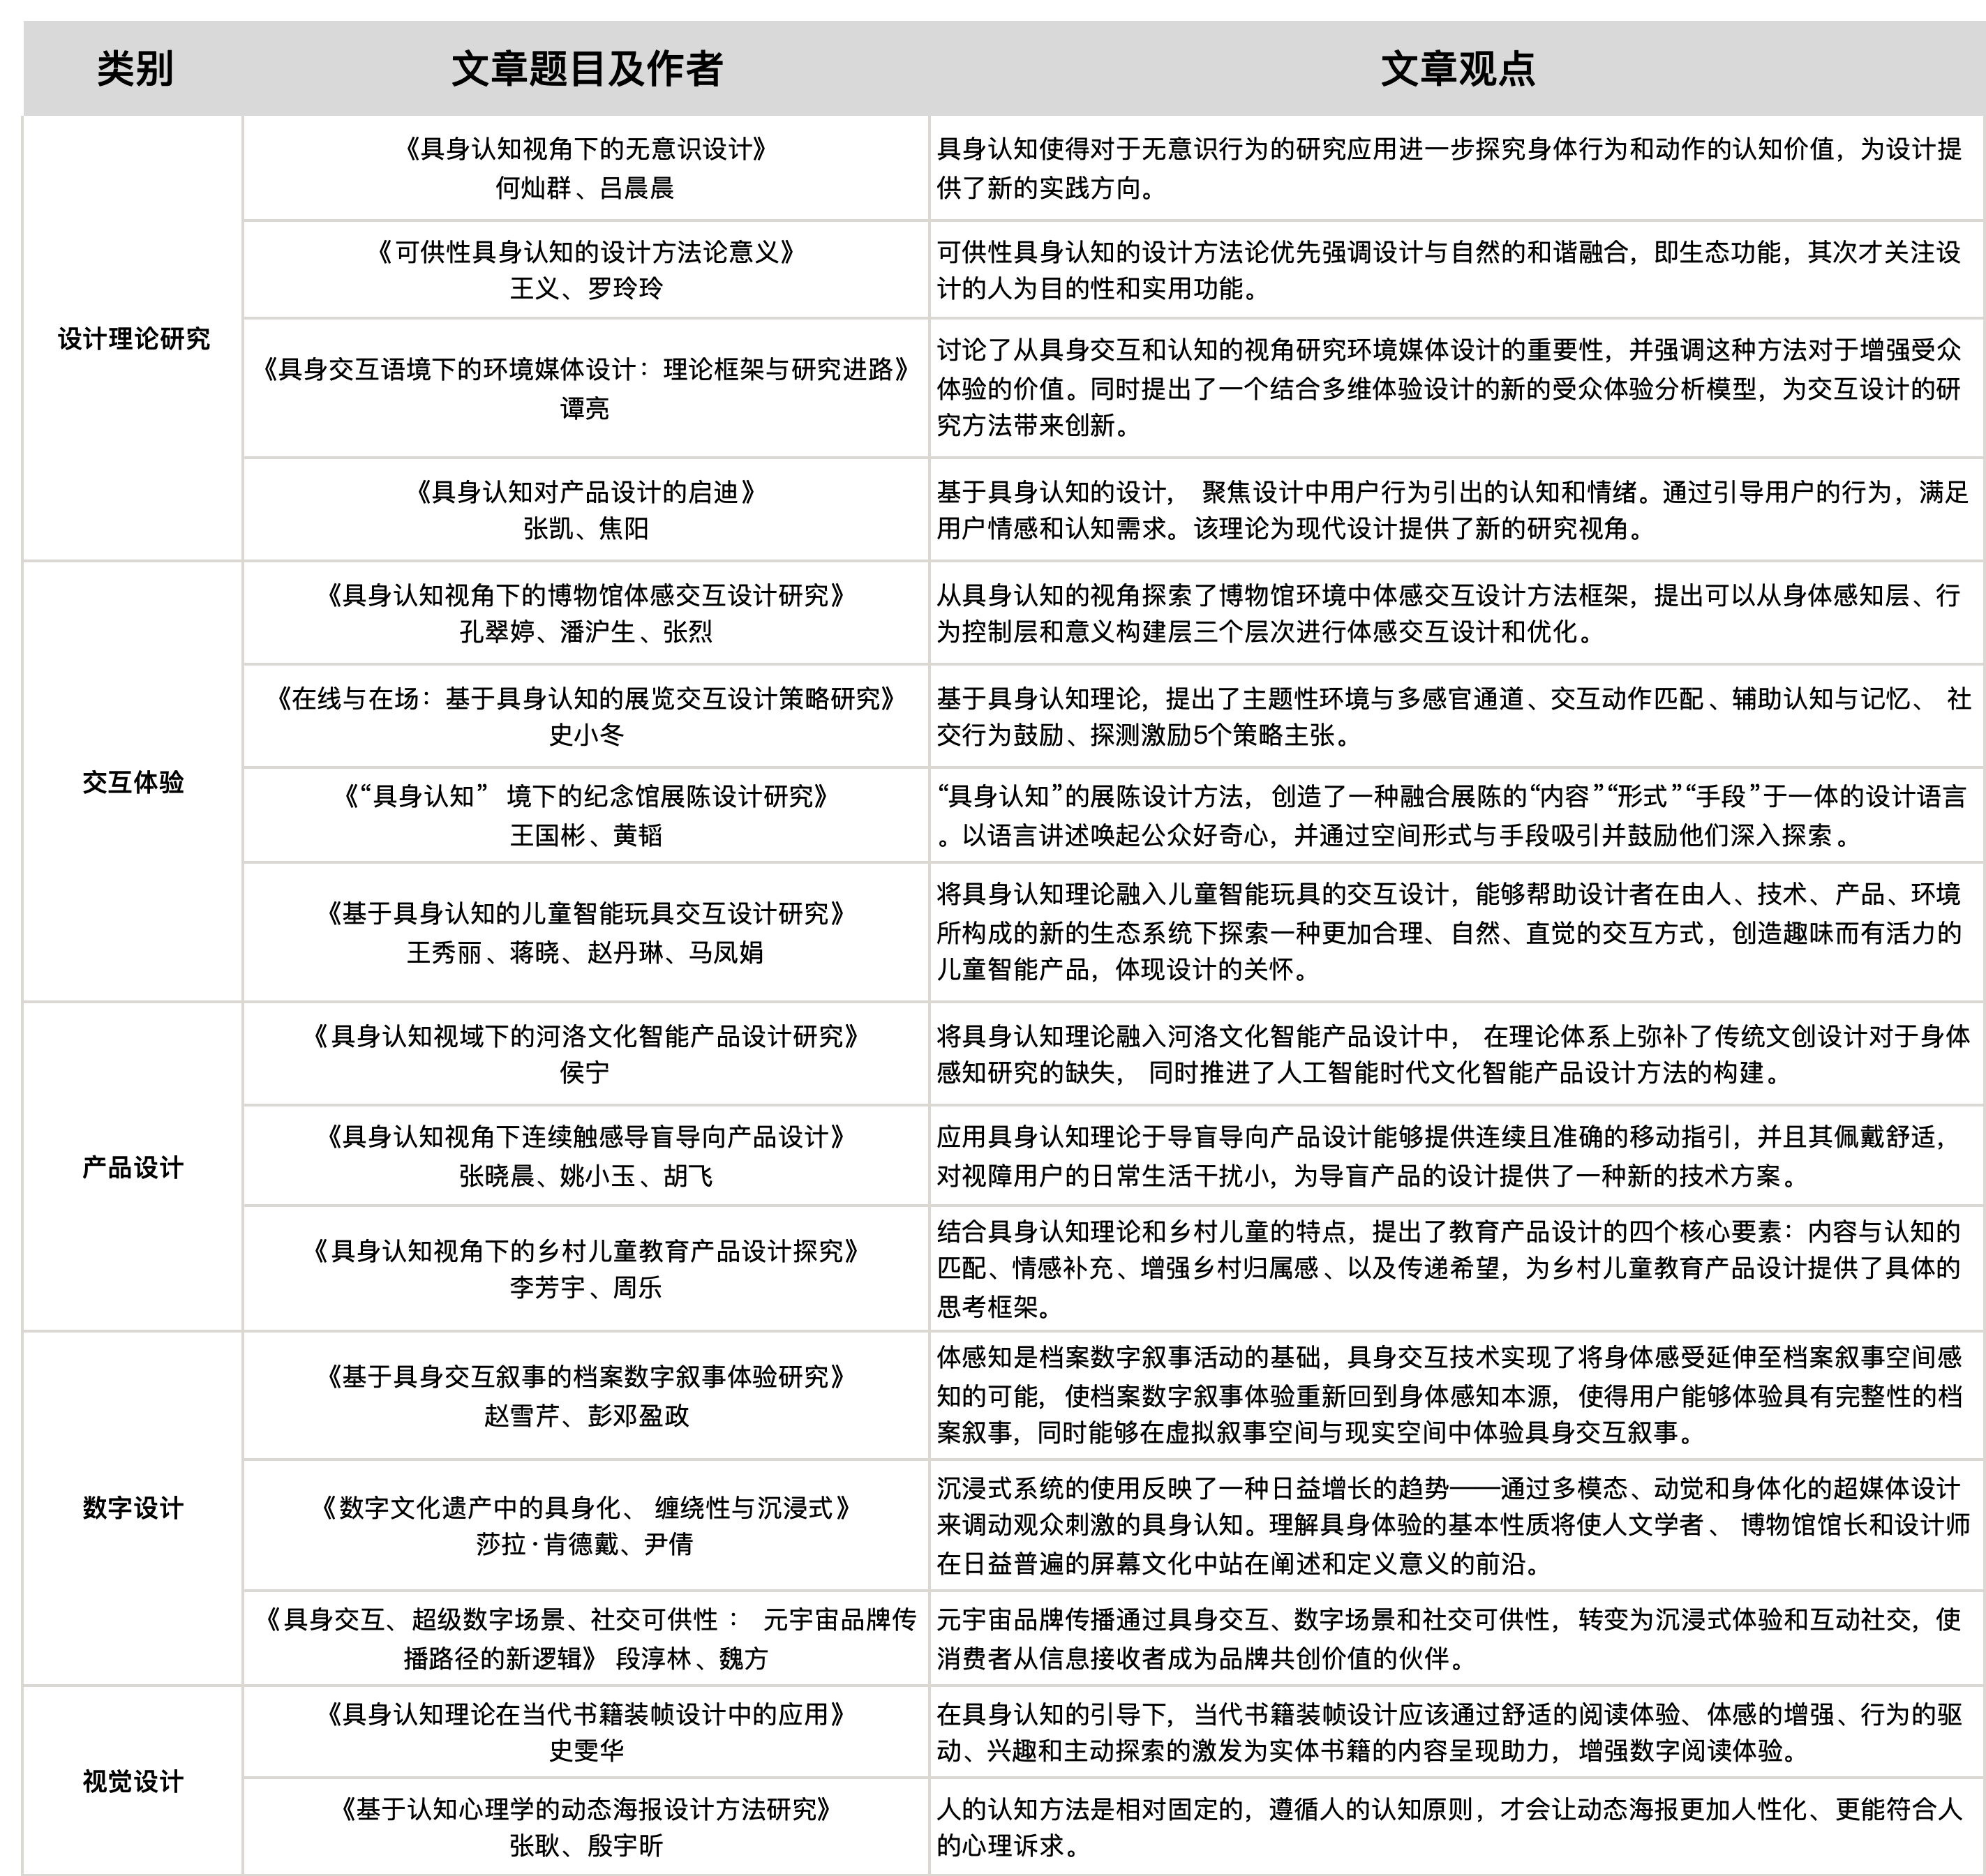 类别
文章题目及作者
文章观点
设计理论研究
《具身认知视角下的无意识设计》
何灿群、吕晨晨
具身认知使得对于无意识行为的研究应用进一步探究身体行为和动作的认知价值，为设计提
供了新的实践方向。
《可供性具身认知的设计方法论意义》
王义、罗玲玲
可供性具身认知的设计方法论优先强调设计与自然的和谐融合，即生态功能，其次才关注设
计的人为目的性和实用功能。
《具身交互语境下的环境媒体设计：理论框架与研究进路》
谭亮
讨论了从具身交互和认知的视角研究环境媒体设计的重要性，并强调这种方法对于增强受众
体验的价值。同时提出了一个结合多维体验设计的新的受众体验分析模型，为交互设计的研
究方法带来创新。
《具身认知对产品设计的启迪》
张凯、焦阳
基于具身认知的设计， 聚焦设计中用户行为引出的认知和情绪。通过引导用户的行为，满足
用户情感和认知需求。该理论为现代设计提供了新的研究视角。
交互体验
《具身认知视角下的博物馆体感交互设计研究》
孔翠婷、潘沪生、张烈
从具身认知的视角探索了博物馆环境中体感交互设计方法框架，提出可以从身体感知层、行
为控制层和意义构建层三个层次进行体感交互设计和优化。
《在线与在场：基于具身认知的展览交互设计策略研究》
史小冬
基于具身认知理论，提出了主题性环境与多感官通道、交互动作匹配、辅助认知与记忆、 社
交行为鼓励、探测激励5个策略主张。
《“具身认知” 境下的纪念馆展陈设计研究》
王国彬、黄韬
“具身认知”的展陈设计方法，创造了一种融合展陈的“内容”“形式”“手段”于一体的设计语言
。以语言讲述唤起公众好奇心，并通过空间形式与手段吸引并鼓励他们深入探索。
《基于具身认知的儿童智能玩具交互设计研究》
王秀丽、蒋晓、赵丹琳、马凤娟
将具身认知理论融入儿童智能玩具的交互设计，能够帮助设计者在由人、技术、产品、环境
所构成的新的生态系统下探索一种更加合理、自然、直觉的交互方式，创造趣味而有活力的
儿童智能产品，体现设计的关怀。
产品设计
《具身认知视域下的河洛文化智能产品设计研究》
侯宁
将具身认知理论融入河洛文化智能产品设计中， 在理论体系上弥补了传统文创设计对于身体
感知研究的缺失， 同时推进了人工智能时代文化智能产品设计方法的构建。
《具身认知视角下连续触感导盲导向产品设计》
张晓晨、姚小玉、胡飞
应用具身认知理论于导盲导向产品设计能够提供连续且准确的移动指引，并且其佩戴舒适，
对视障用户的日常生活干扰小，为导盲产品的设计提供了一种新的技术方案。
《具身认知视角下的乡村儿童教育产品设计探究》
李芳宇、周乐
结合具身认知理论和乡村儿童的特点，提出了教育产品设计的四个核心要素：内容与认知的
匹配、情感补充、增强乡村归属感、以及传递希望，为乡村儿童教育产品设计提供了具体的
思考框架。
数字设计
《基于具身交互叙事的档案数字叙事体验研究》
赵雪芹、彭邓盈政
体感知是档案数字叙事活动的基础，具身交互技术实现了将身体感受延伸至档案叙事空间感
知的可能，使档案数字叙事体验重新回到身体感知本源，使得用户能够体验具有完整性的档
案叙事，同时能够在虚拟叙事空间与现实空间中体验具身交互叙事。
《数字文化遗产中的具身化、 缠绕性与沉浸式》
莎拉·肯德戴、尹倩
沉浸式系统的使用反映了一种日益增长的趋势——通过多模态、动觉和身体化的超媒体设计
来调动观众刺激的具身认知。理解具身体验的基本性质将使人文学者、 博物馆馆长和设计师
在日益普遍的屏幕文化中站在阐述和定义意义的前沿。
《具身交互、超级数字场景、社交可供性： 元宇宙品牌传
播路径的新逻辑》 段淳林、魏方
元宇宙品牌传播通过具身交互、数字场景和社交可供性，转变为沉浸式体验和互动社交，使
消费者从信息接收者成为品牌共创价值的伙伴。
视觉设计
《具身认知理论在当代书籍装帧设计中的应用》
史雯华
在具身认知的引导下，当代书籍装帧设计应该通过舒适的阅读体验、体感的增强、行为的驱
动、兴趣和主动探索的激发为实体书籍的内容呈现助力，增强数字阅读体验。
《基于认知心理学的动态海报设计方法研究》
张耿、殷宇昕
人的认知方法是相对固定的，遵循人的认知原则，才会让动态海报更加人性化、更能符合人
的心理诉求。